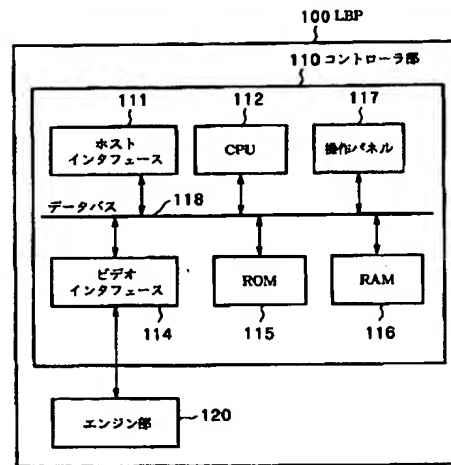 100 LBP
110 コントローラ部
111
112
117
ホスト
インタフェース
CPU
操作パネル
データバス
118
ビデオ
インタフェース
ROM
RAM
114
115
116
エンジン部
120